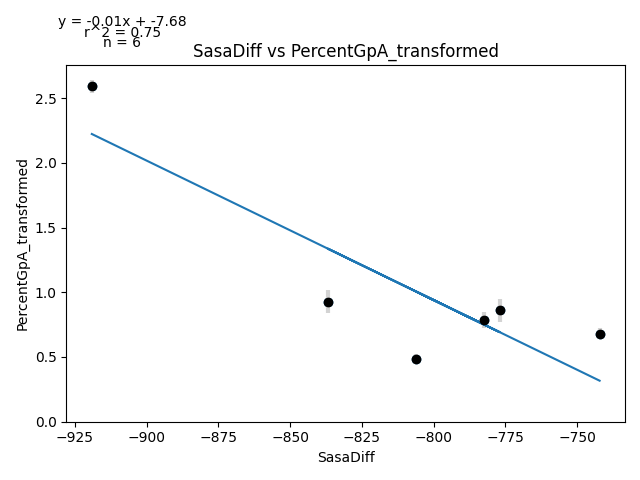 y = -0.01x + -7.68
r^2 = 0.75
n = 6
SasaDiff vs PercentGpA_transformed
2.5
2.0
1.5
1.0
0.5
0.0
PercentGpA_transformed
−925 −900 −875 −850 −825 −800 −775 −750
SasaDiff